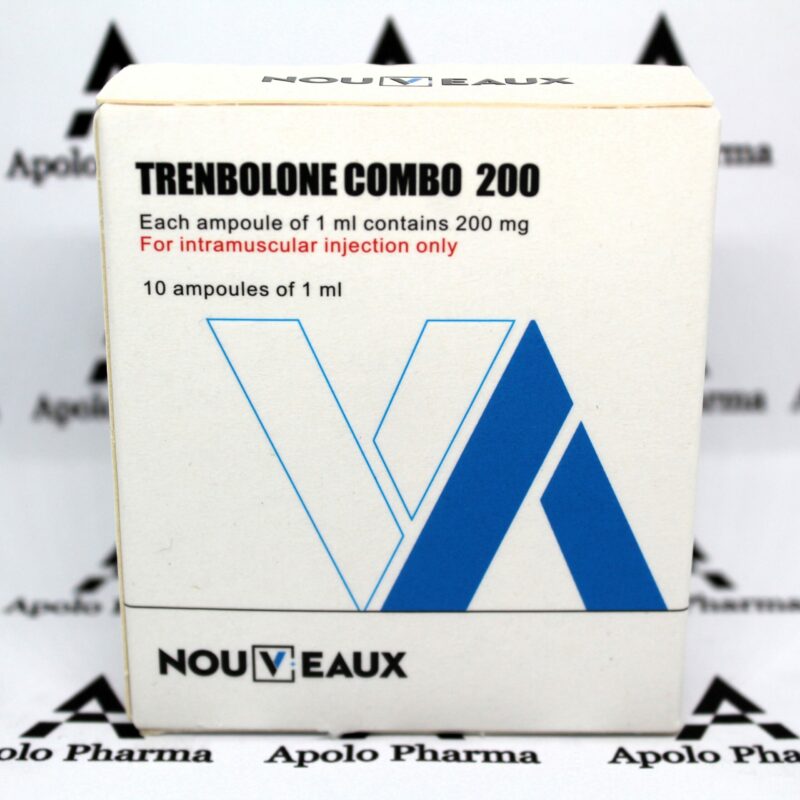 NOUVEAUX
TRENBOLONE COMBO 200
Each ampoule of 1 ml contains 200 mg
For intramuscular injection only
10 ampoules of 1 ml
NOUVEAUX
Apolo Pharma
Apolo Pharma
Apolo Pharma